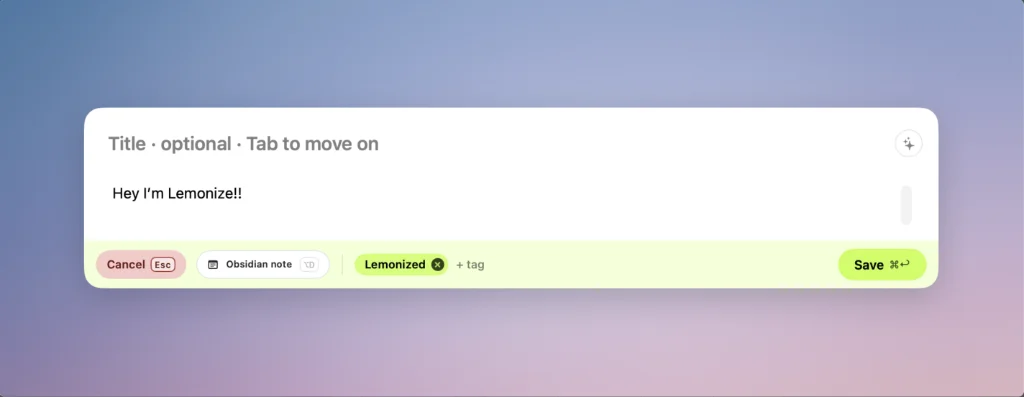 Title · optional · Tab to move on
Hey I’m Lemonize!!
Cancel Esc Obsidian note ⌥D Lemonized + tag Save ⌘↩